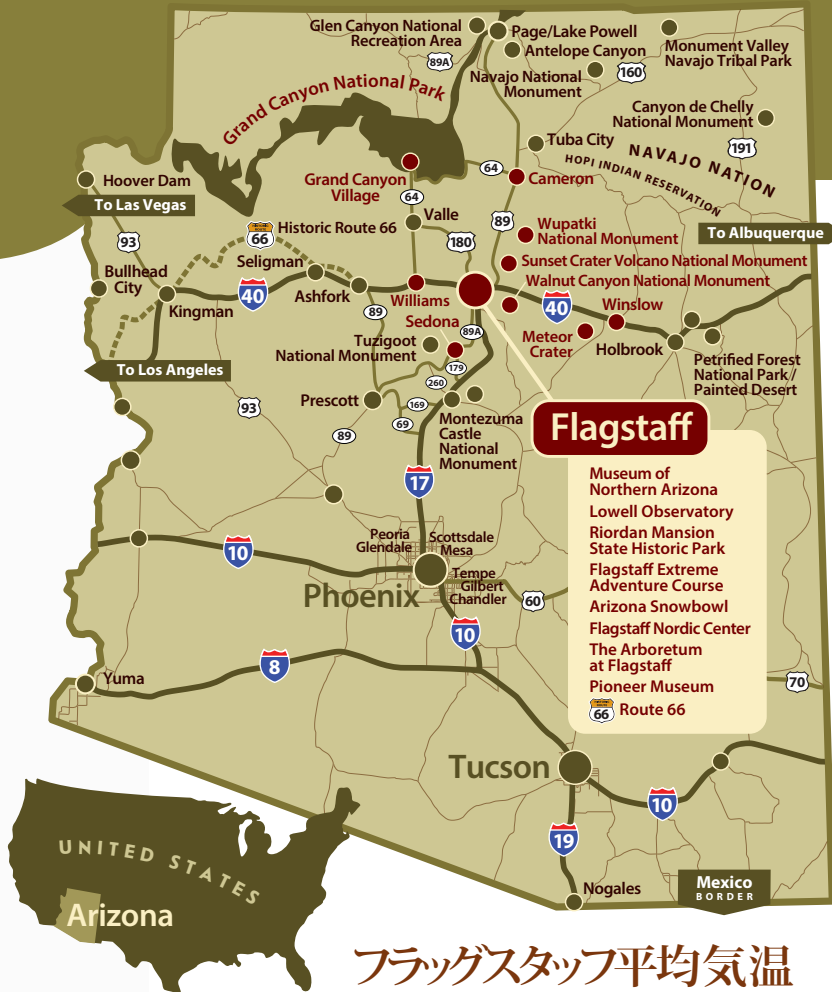 Glen Canyon National
Recreation Area
Page/Lake Powell
Antelope Canyon
Monument Valley
Navajo Tribal Park
89A
Navajo National
Monument
160
Grand Canyon National Park
Canyon de Chelly
National Monument
191
Tuba City
NAVAJO NATION
HOPI INDIAN RESERVATION
Hoover Dam
To Las Vegas
Grand Canyon
Village
64
64
Cameron
93
66
Historic Route 66
Valle
89
180
Wupatki
National Monument
To Albuquerque
Bullhead
City
Seligman
Sunset Crater Volcano National Monument
Walnut Canyon National Monument
Kingman
40
Ashfork
Williams
40
Winslow
89
Sedona
89A
Meteor
Crater
Holbrook
Tuzigoot
National Monument
179
Petrified Forest
National Park/
Painted Desert
To Los Angeles
260
93
Prescott
169
69
89
Montezuma
Castle
National
Monument
Flagstaff
17
Museum of
Northern Arizona
Lowell Observatory
Riordan Mansion
State Historic Park
Flagstaff Extreme
Adventure Course
Arizona Snowbowl
Flagstaff Nordic Center
The Arboretum
at Flagstaff
Pioneer Museum
66 Route 66
10
Peoria
Glendale
Scottsdale
Mesa
Phoenix
Tempe
Gilbert
Chandler
60
10
8
Yuma
70
Tucson
10
19
Nogales
Mexico
BORDER
UNITED STATES
Arizona
フラッグスタッフ平均気温